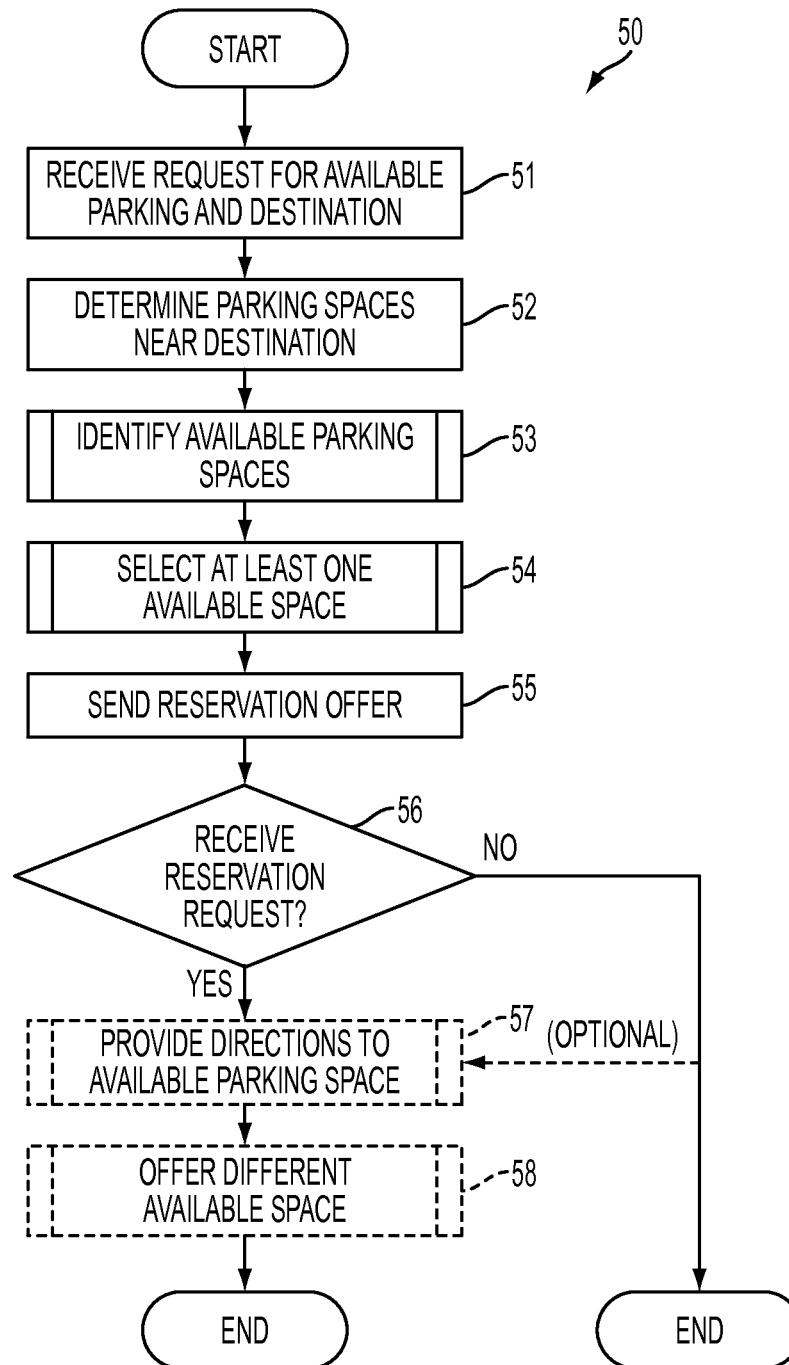 START
50
RECEIVE REQUEST FOR AVAILABLE
PARKING AND DESTINATION
51
DETERMINE PARKING SPACES
NEAR DESTINATION
52
IDENTIFY AVAILABLE PARKING
SPACES
53
SELECT AT LEAST ONE
AVAILABLE SPACE
54
SEND RESERVATION OFFER
55
56
RECEIVE
RESERVATION
REQUEST?
NO
YES
PROVIDE DIRECTIONS TO
AVAILABLE PARKING SPACE
57
(OPTIONAL)
OFFER DIFFERENT
AVAILABLE SPACE
58
END
END